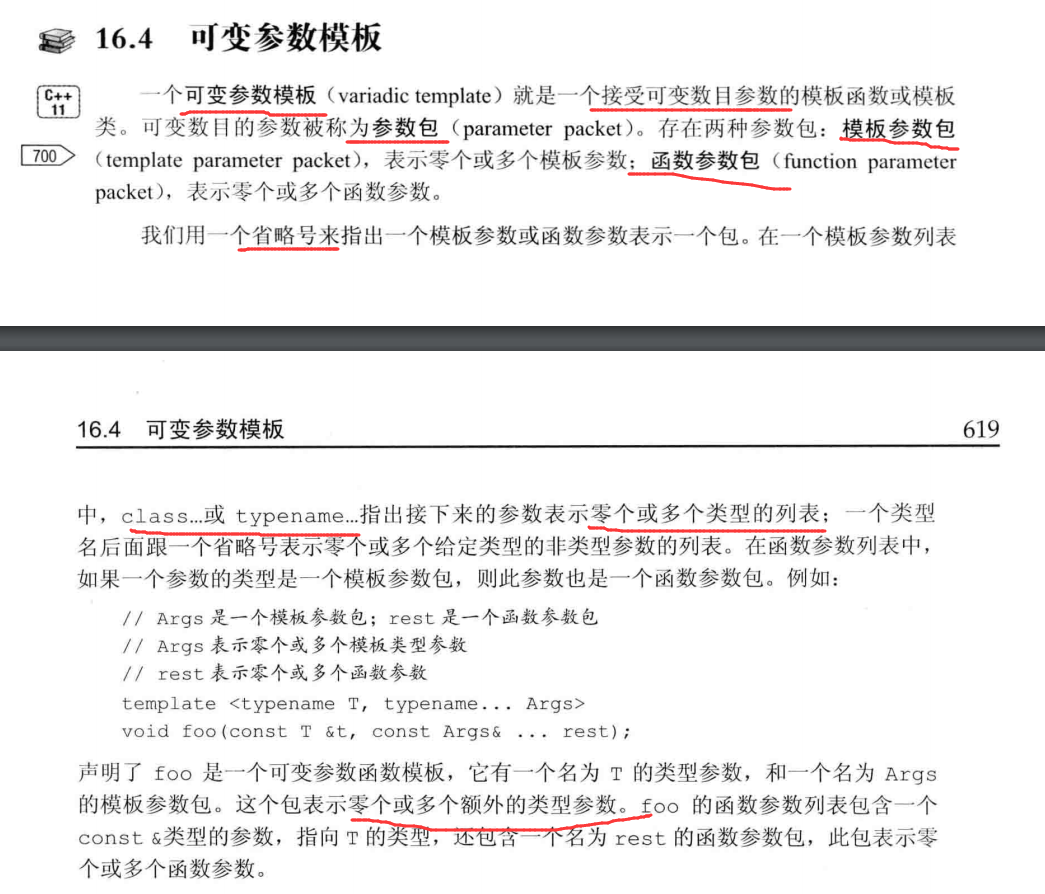 16.4 可变参数模板
C++
11
一个可变参数模板（variadic template）就是一个接受可变数目参数的模板函数或模板
类。可变数目的参数被称为参数包（parameter packet）。存在两种参数包：模板参数包
700
（template parameter packet），表示零个或多个模板参数；函数参数包（function parameter
packet），表示零个或多个函数参数。
我们用一个省略号来指出一个模板参数或函数参数表示一个包。在一个模板参数列表
16.4 可变参数模板 619
中，class…或 typename…指出接下来的参数表示零个或多个类型的列表；一个类型
名后面跟一个省略号表示零个或多个给定类型的非类型参数的列表。在函数参数列表中，
如果一个参数的类型是一个模板参数包，则此参数也是一个函数参数包。例如：
// Args 是一个模板参数包；rest 是一个函数参数包
// Args 表示零个或多个模板类型参数
// rest 表示零个或多个函数参数
template <typename T, typename... Args>
void foo(const T &t, const Args& ... rest);
声明了 foo 是一个可变参数函数模板，它有一个名为 T 的类型参数，和一个名为 Args
的模板参数包。这个包表示零个或多个额外的类型参数。foo 的函数参数列表包含一个
const &类型的参数，指向 T 的类型，还包含一个名为 rest 的函数参数包，此包表示零
个或多个函数参数。